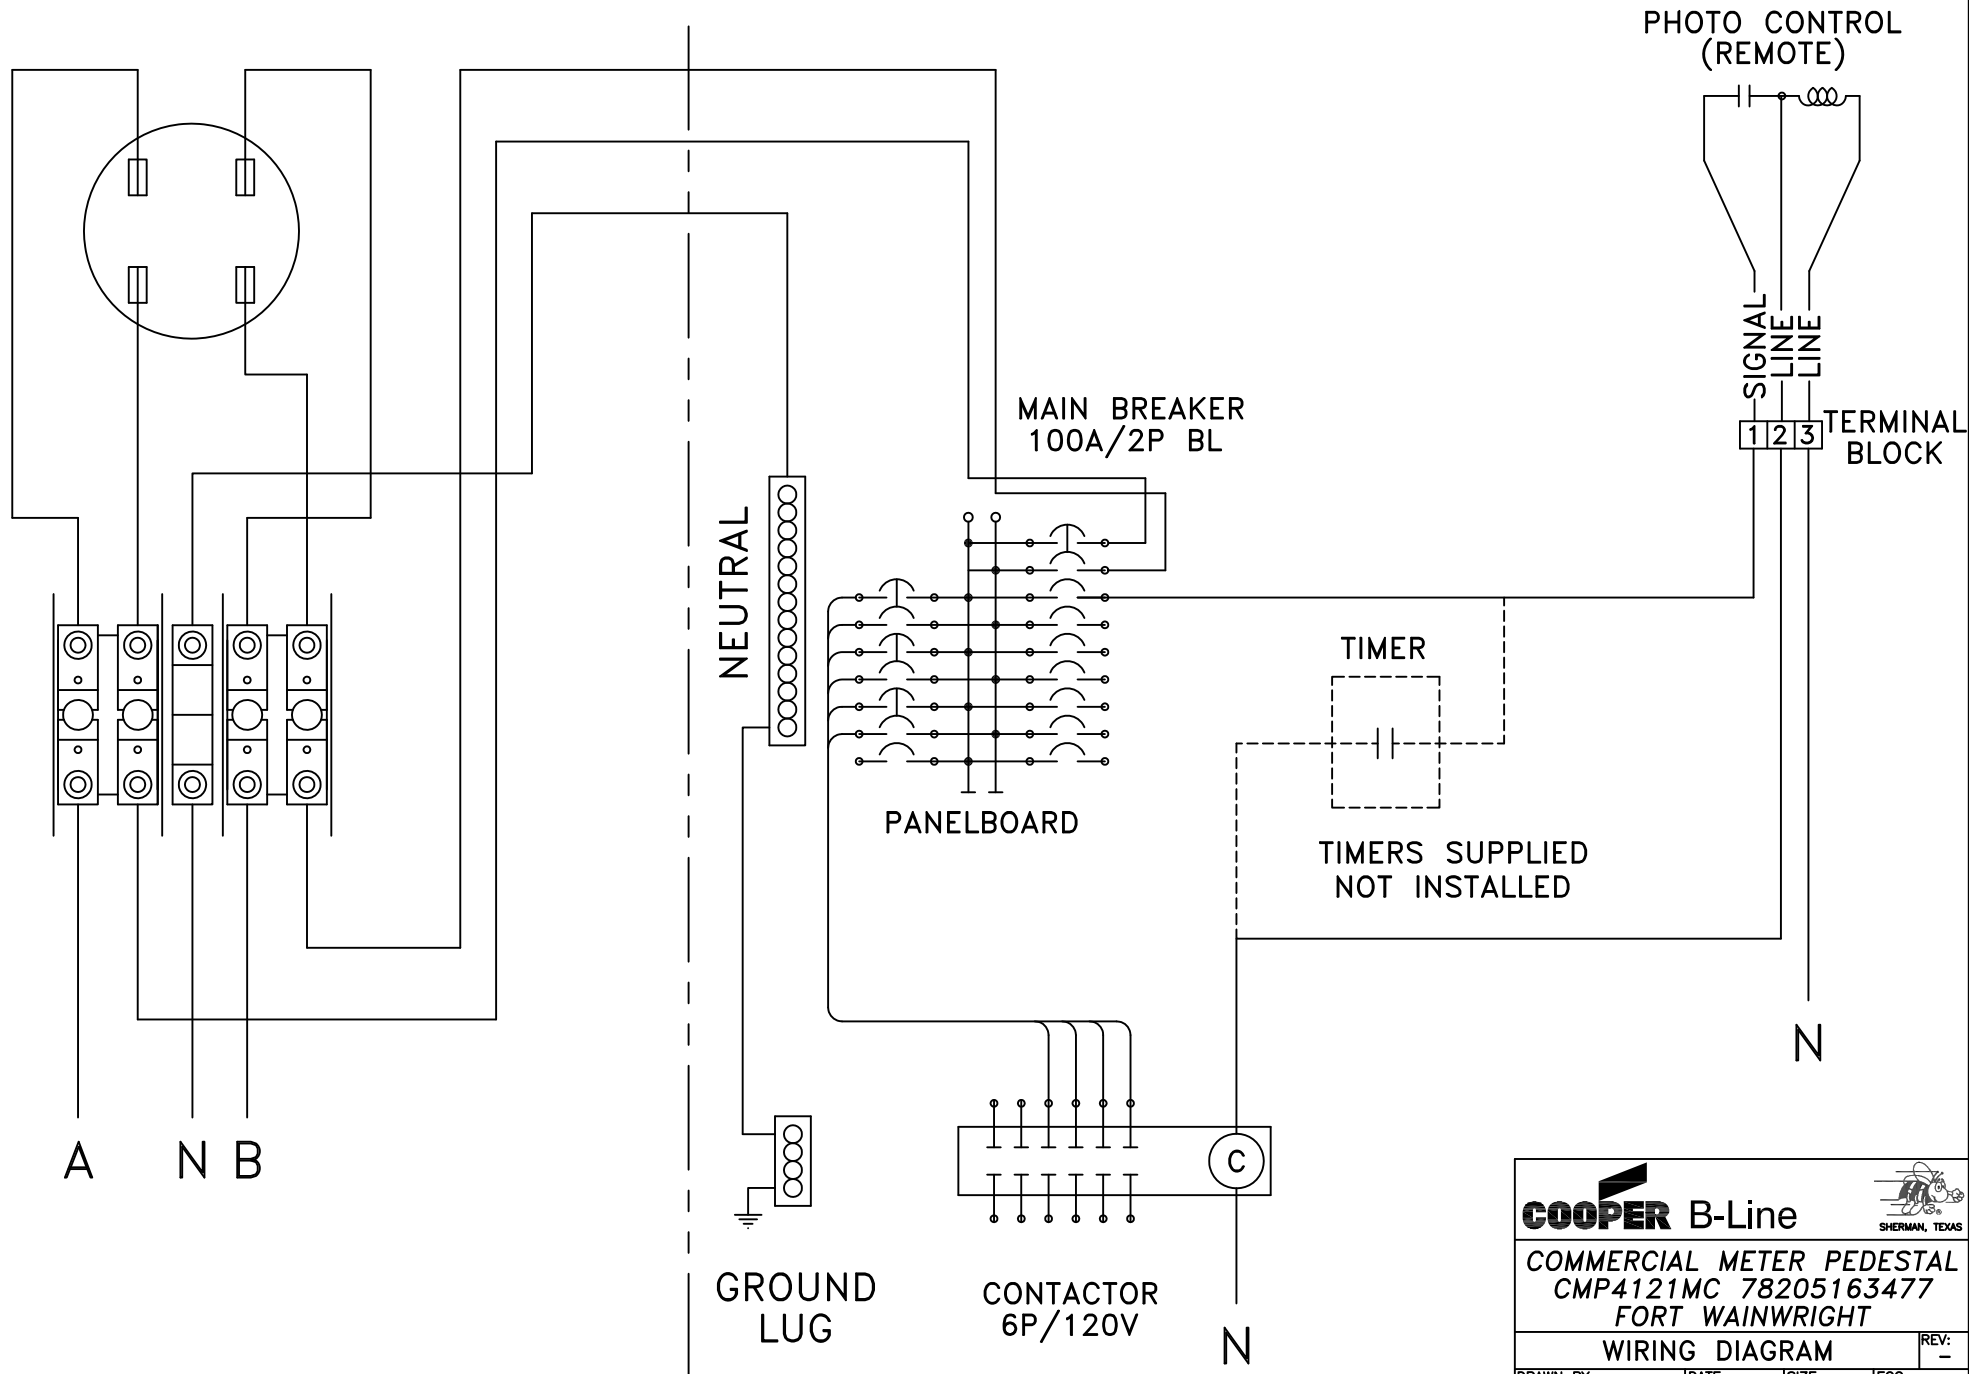 PHOTO CONTROL
(REMOTE)
SIGNAL
LINE
LINE
1 2 3
TERMINAL
BLOCK
MAIN BREAKER
100A/2P BL
NEUTRAL
TIMER
PANELBOARD
TIMERS SUPPLIED
NOT INSTALLED
N
A N B
C
GROUND
LUG
CONTACTOR
6P/120V
N
COOPER B-Line
SHERMAN, TEXAS
COMMERCIAL METER PEDESTAL
CMP4121MC 78205163477
FORT WAINWRIGHT
WIRING DIAGRAM
REV:
–